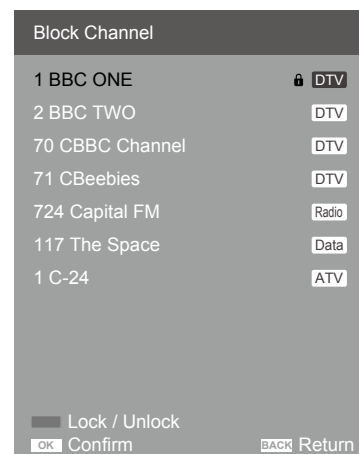 Block Channel
1 BBC ONE DTV
2 BBC TWO DTV
70 CBBC Channel DTV
71 CBeebies DTV
724 Capital FM Radio
117 The Space Data
1 C-24 ATV
Lock / Unlock
OK Confirm BACK Return